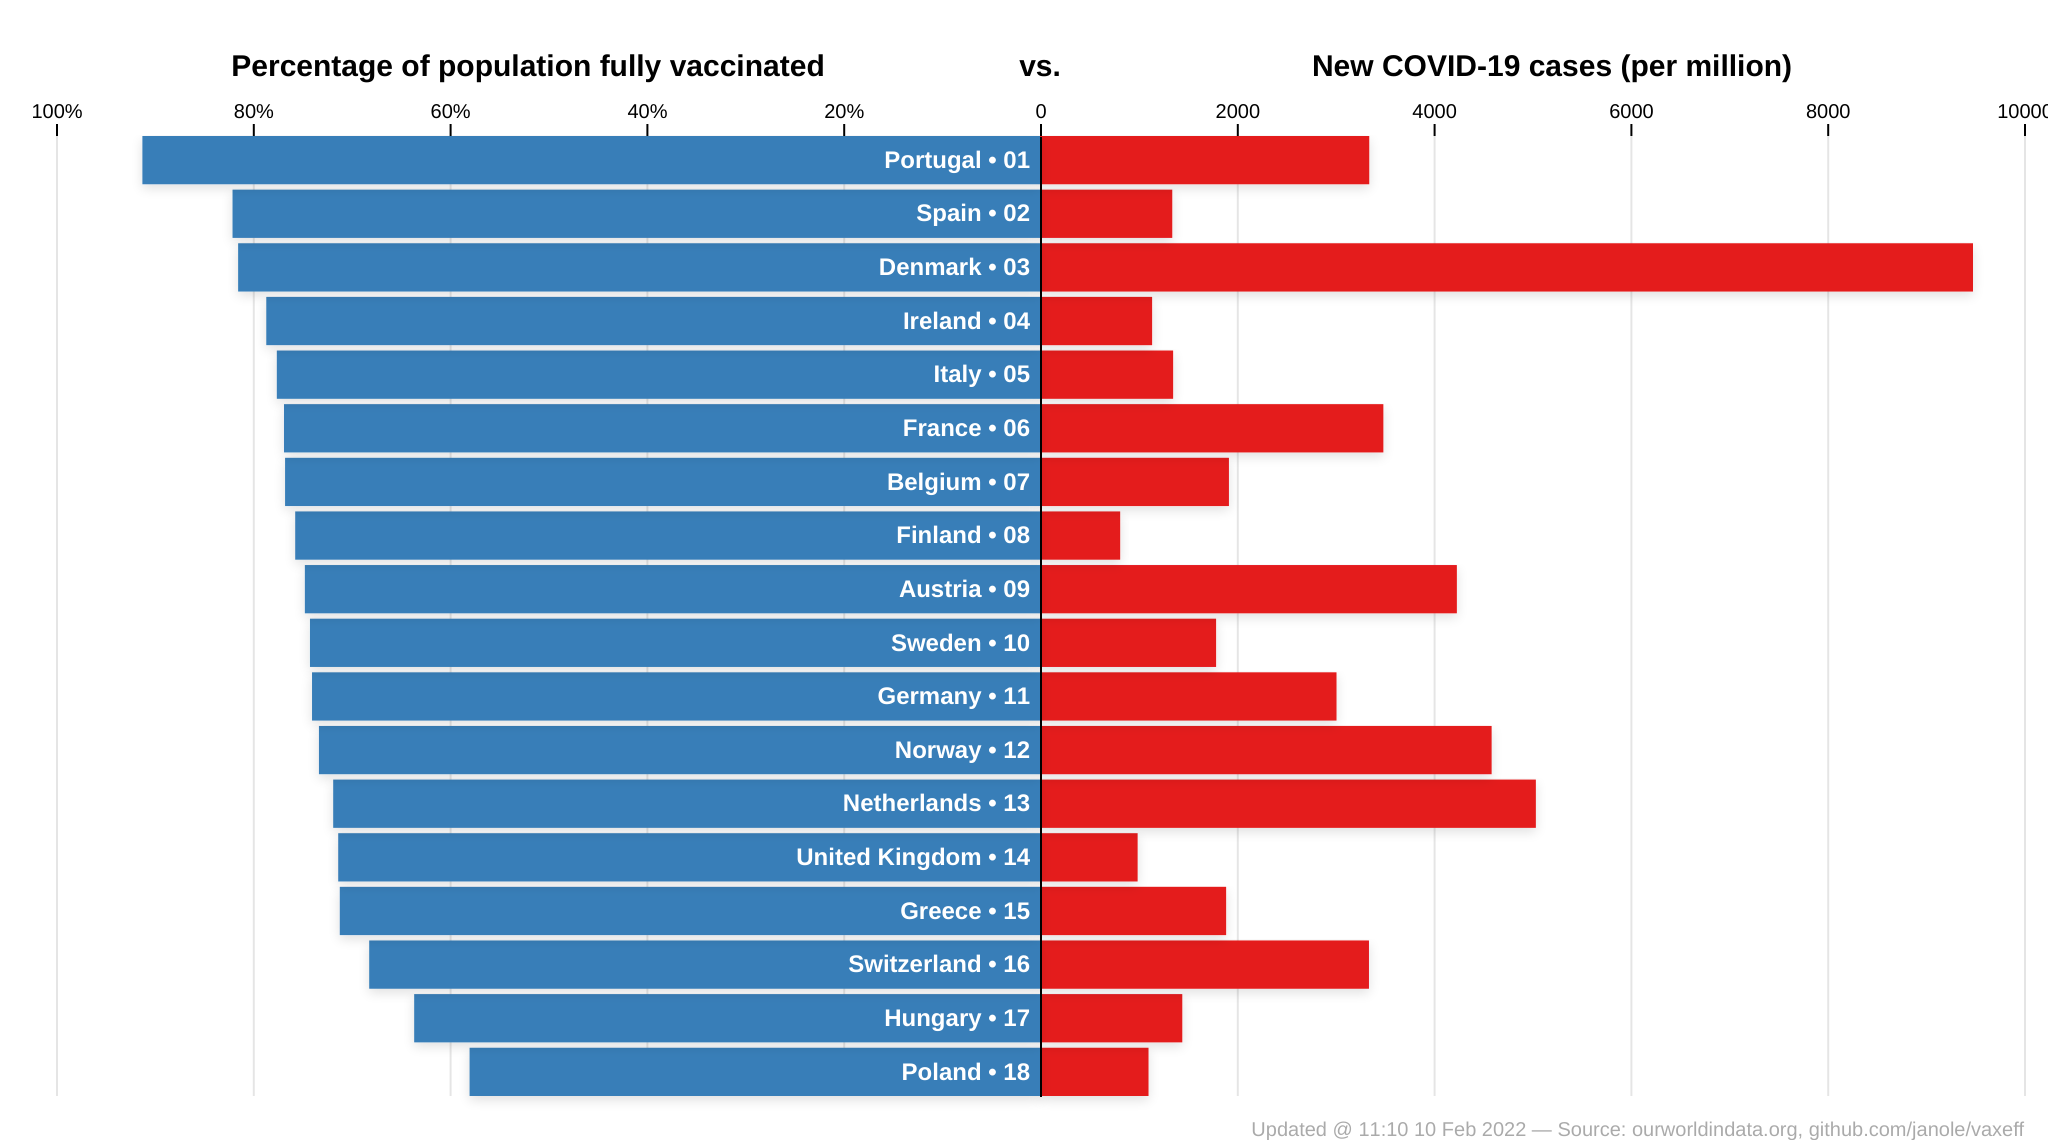 Percentage of population fully vaccinated vs. New COVID-19 cases (per million)
100% 80% 60% 40% 20% 0 2000 4000 6000 8000 10000
Portugal • 01
Spain • 02
Denmark • 03
Ireland • 04
Italy • 05
France • 06
Belgium • 07
Finland • 08
Austria • 09
Sweden • 10
Germany • 11
Norway • 12
Netherlands • 13
United Kingdom • 14
Greece • 15
Switzerland • 16
Hungary • 17
Poland • 18
Updated @ 11:10 10 Feb 2022 — Source: ourworldindata.org, github.com/janole/vaxeff